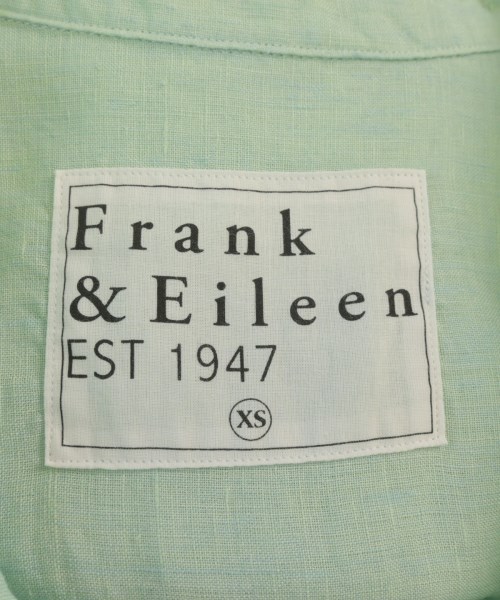 Frank
& Eileen
EST 1947
XS